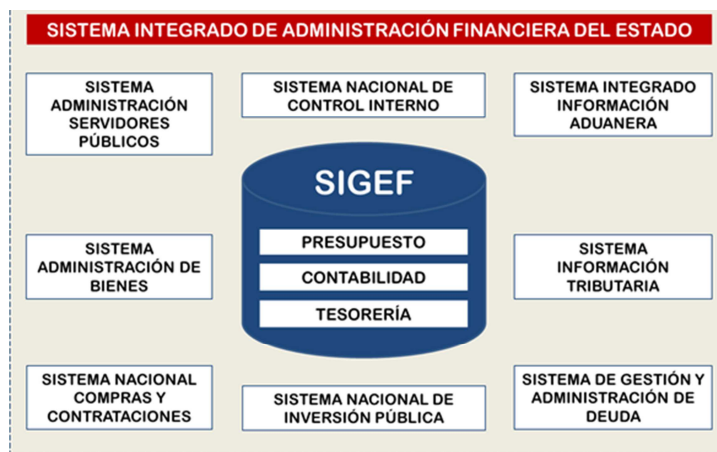 SISTEMA INTEGRADO DE ADMINISTRACIÓN FINANCIERA DEL ESTADO
SISTEMA
ADMINISTRACIÓN
SERVIDORES
PÚBLICOS
SISTEMA NACIONAL DE
CONTROL INTERNO
SISTEMA INTEGRADO
INFORMACIÓN
ADUANERA
SIGEF
PRESUPUESTO
CONTABILIDAD
TESORERÍA
SISTEMA
ADMINISTRACIÓN DE
BIENES
SISTEMA
INFORMACIÓN
TRIBUTARIA
SISTEMA NACIONAL
COMPRAS Y
CONTRATACIONES
SISTEMA NACIONAL DE
INVERSIÓN PÚBLICA
SISTEMA DE GESTIÓN Y
ADMINISTRACIÓN DE
DEUDA